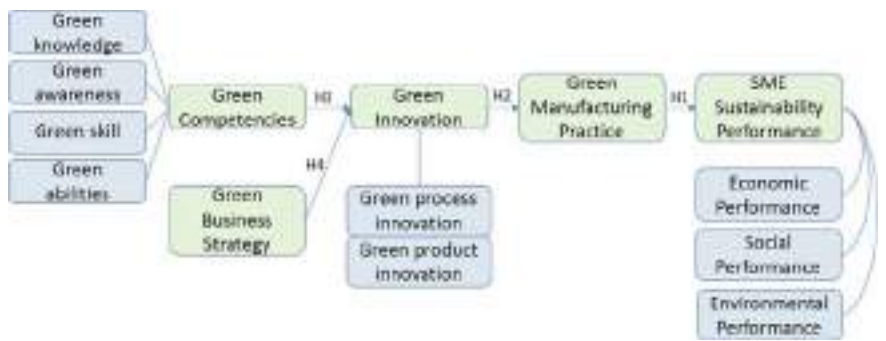 Green
knowledge
Green
awareness
Green skill
Green
abilities
Green
Competencies
H3
Green
Business
Strategy
H4
Green
Innovation
Green process
innovation
Green product
innovation
H2
Green
Manufacturing
Practice
H1
SME
Sustainability
Performance
Economic
Performance
Social
Performance
Environmental
Performance